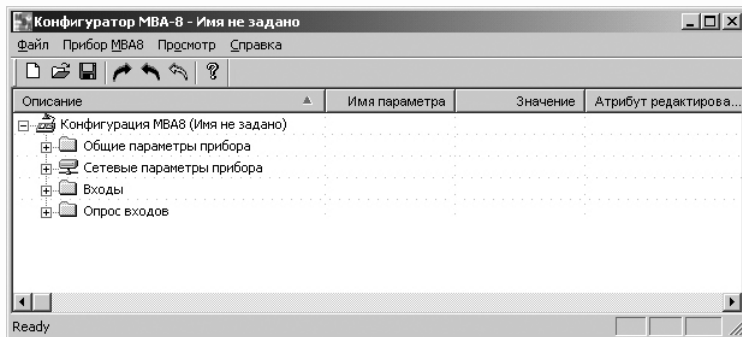 Конфигуратор МВА-8 - Имя не задано
Файл Прибор МВА8 Просмотр Справка
Описание Имя параметра Значение Атрибут редактирова...
Конфигурация МВА8 (Имя не задано)
Общие параметры прибора
Сетевые параметры прибора
Входы
Опрос входов
Ready